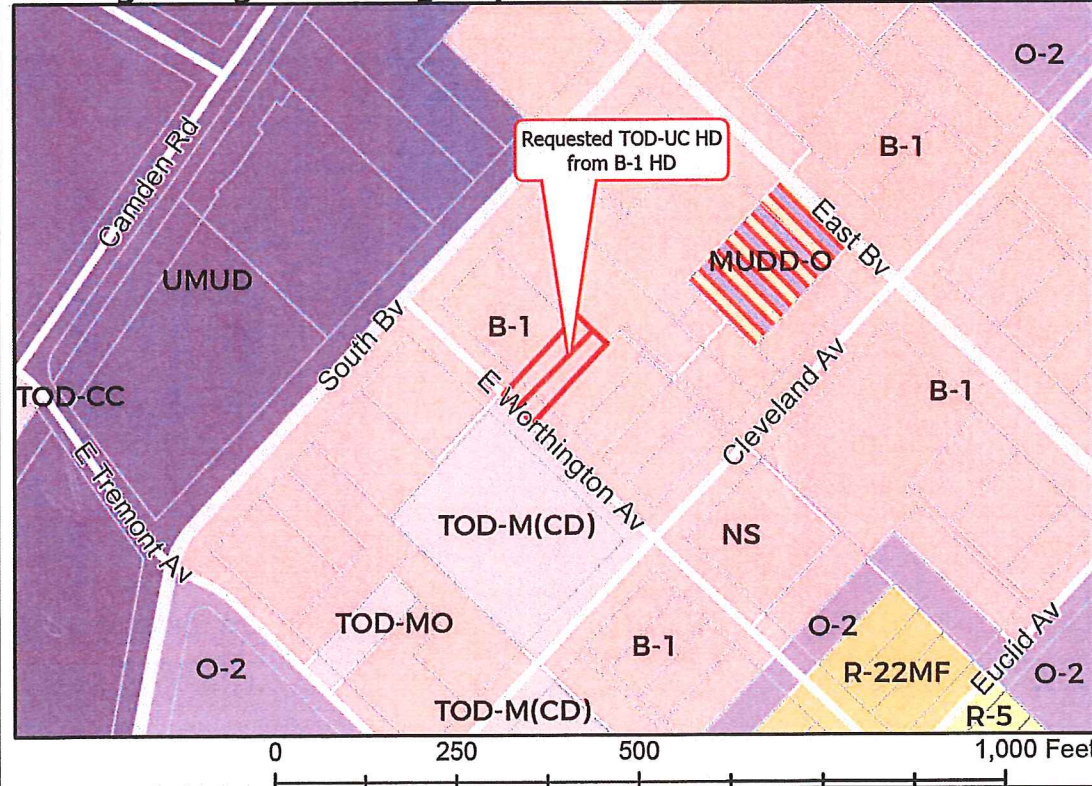 O-2
Requested TOD-UC HD
from B-1 HD
B-1
Camden Rd
East Bv
MUDD-O
UMUD
B-1
South Bv
E Worthington Av
Cleveland Av
B-1
TOD-CC
E Tremont Av
TOD-M(CD)
NS
TOD-MO
O-2
B-1
R-22MF
Euclid Av
O-2
O-2
TOD-M(CD)
R-5
0 250 500 1,000 Feet